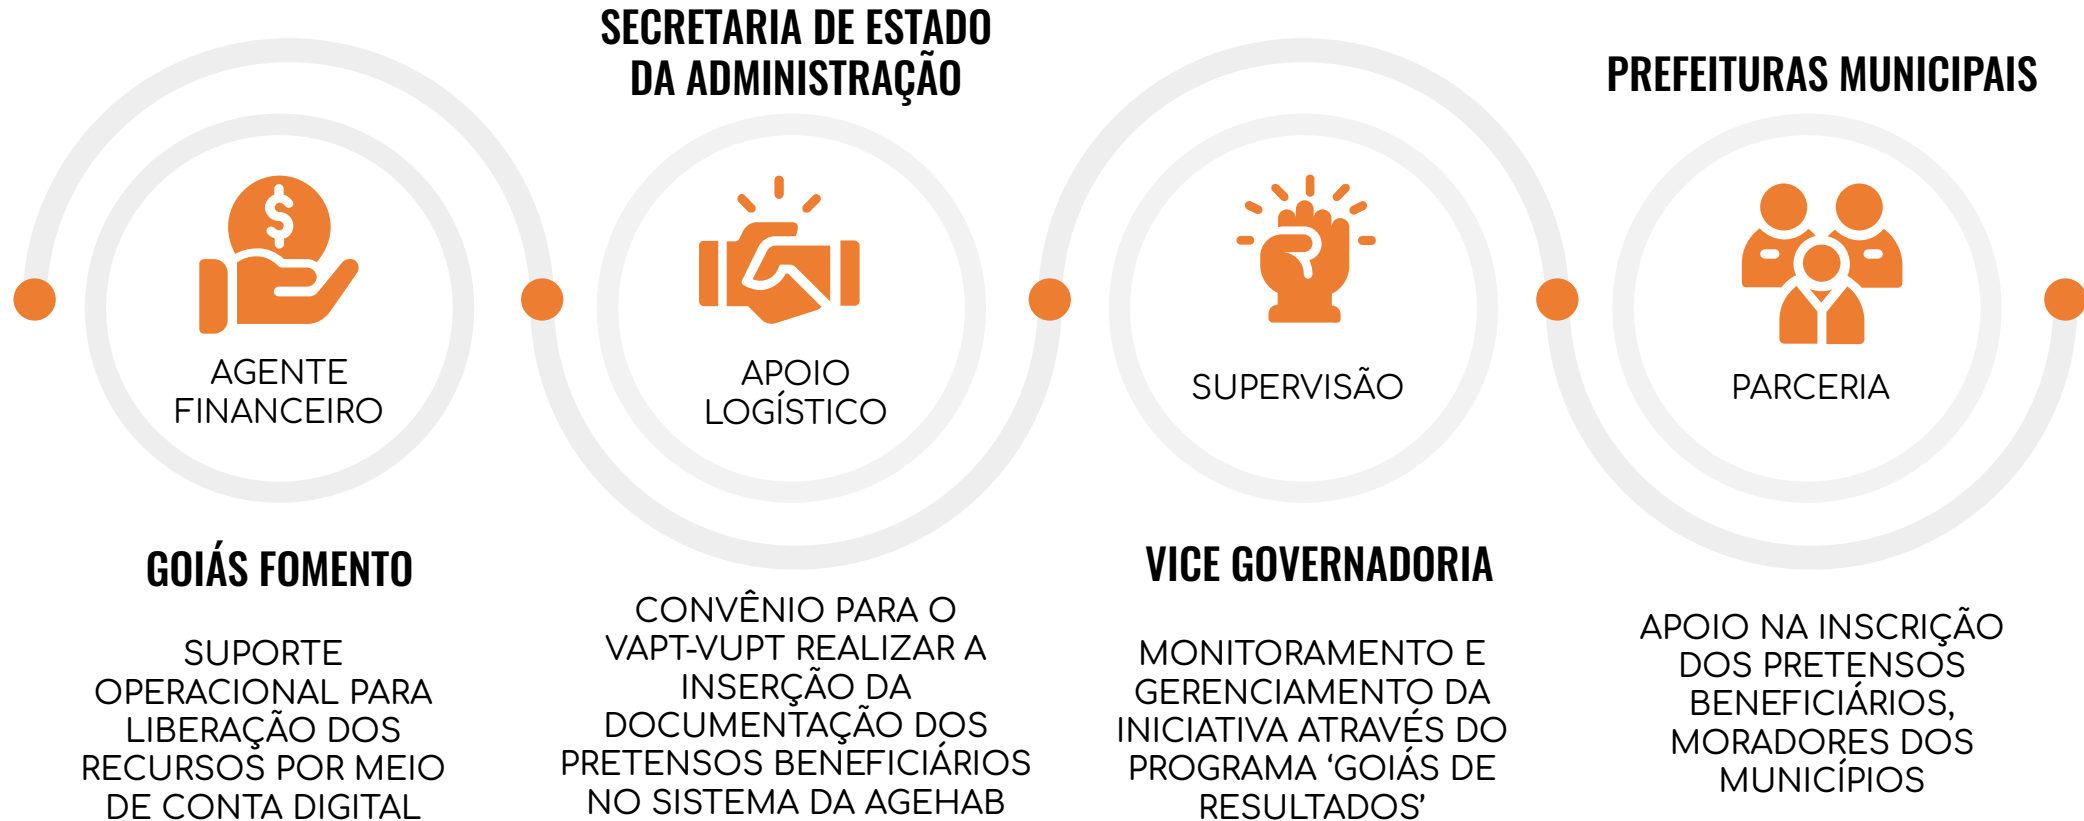 AGENTE
FINANCEIRO
GOIÁS FOMENTO
SUPORTE
OPERACIONAL PARA
LIBERAÇÃO DOS
RECURSOS POR MEIO
DE CONTA DIGITAL
SECRETARIA DE ESTADO
DA ADMINISTRAÇÃO
APOIO
LOGÍSTICO
CONVÊNIO PARA O
VAPT-VUPT REALIZAR A
INSERÇÃO DA
DOCUMENTAÇÃO DOS
PRETENSOS BENEFICIÁRIOS
NO SISTEMA DA AGEHAB
SUPERVISÃO
VICE GOVERNADORIA
MONITORAMENTO E
GERENCIAMENTO DA
INICIATIVA ATRAVÉS DO
PROGRAMA ‘GOIÁS DE
RESULTADOS’
PREFEITURAS MUNICIPAIS
PARCERIA
APOIO NA INSCRIÇÃO
DOS PRETENSOS
BENEFICIÁRIOS,
MORADORES DOS
MUNICÍPIOS